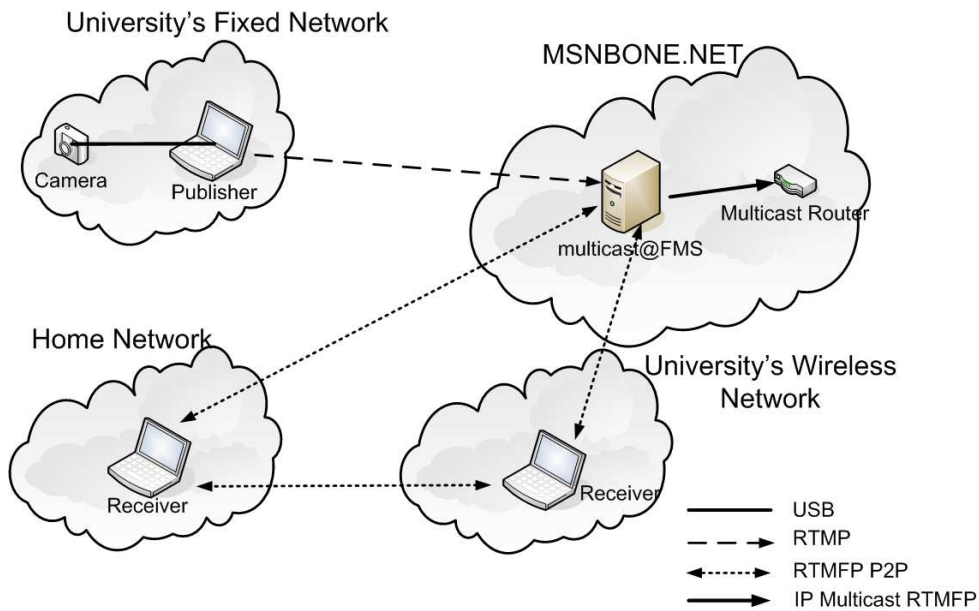 University's Fixed Network
MSNBONE.NET
Camera
Publisher
Multicast Router
multicast@FMS
Home Network
University's Wireless
Network
Receiver
Receiver
USB
RTMP
RTMFP P2P
IP Multicast RTMFP